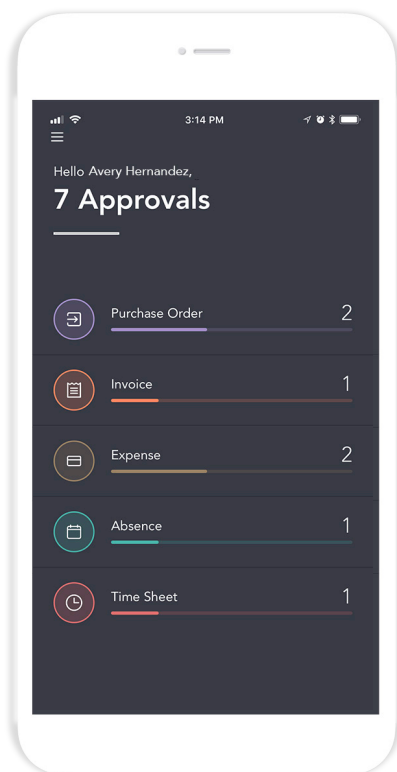 3:14 PM
Hello Avery Hernandez,
7 Approvals
Purchase Order 2
Invoice 1
Expense 2
Absence 1
Time Sheet 1